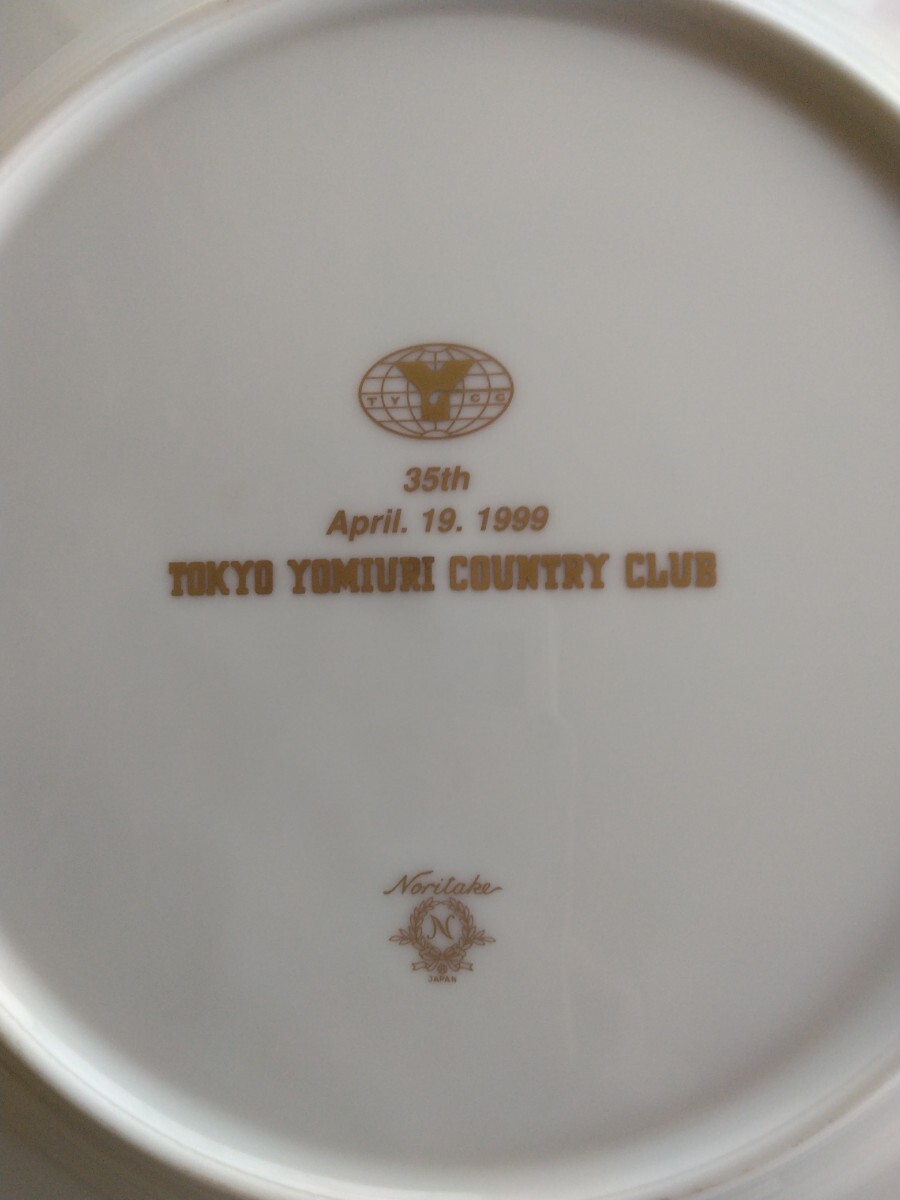 Y
T Y C C
35th
April. 19. 1999
TOKYO YOMIURI COUNTRY CLUB
Noritake
N
JAPAN